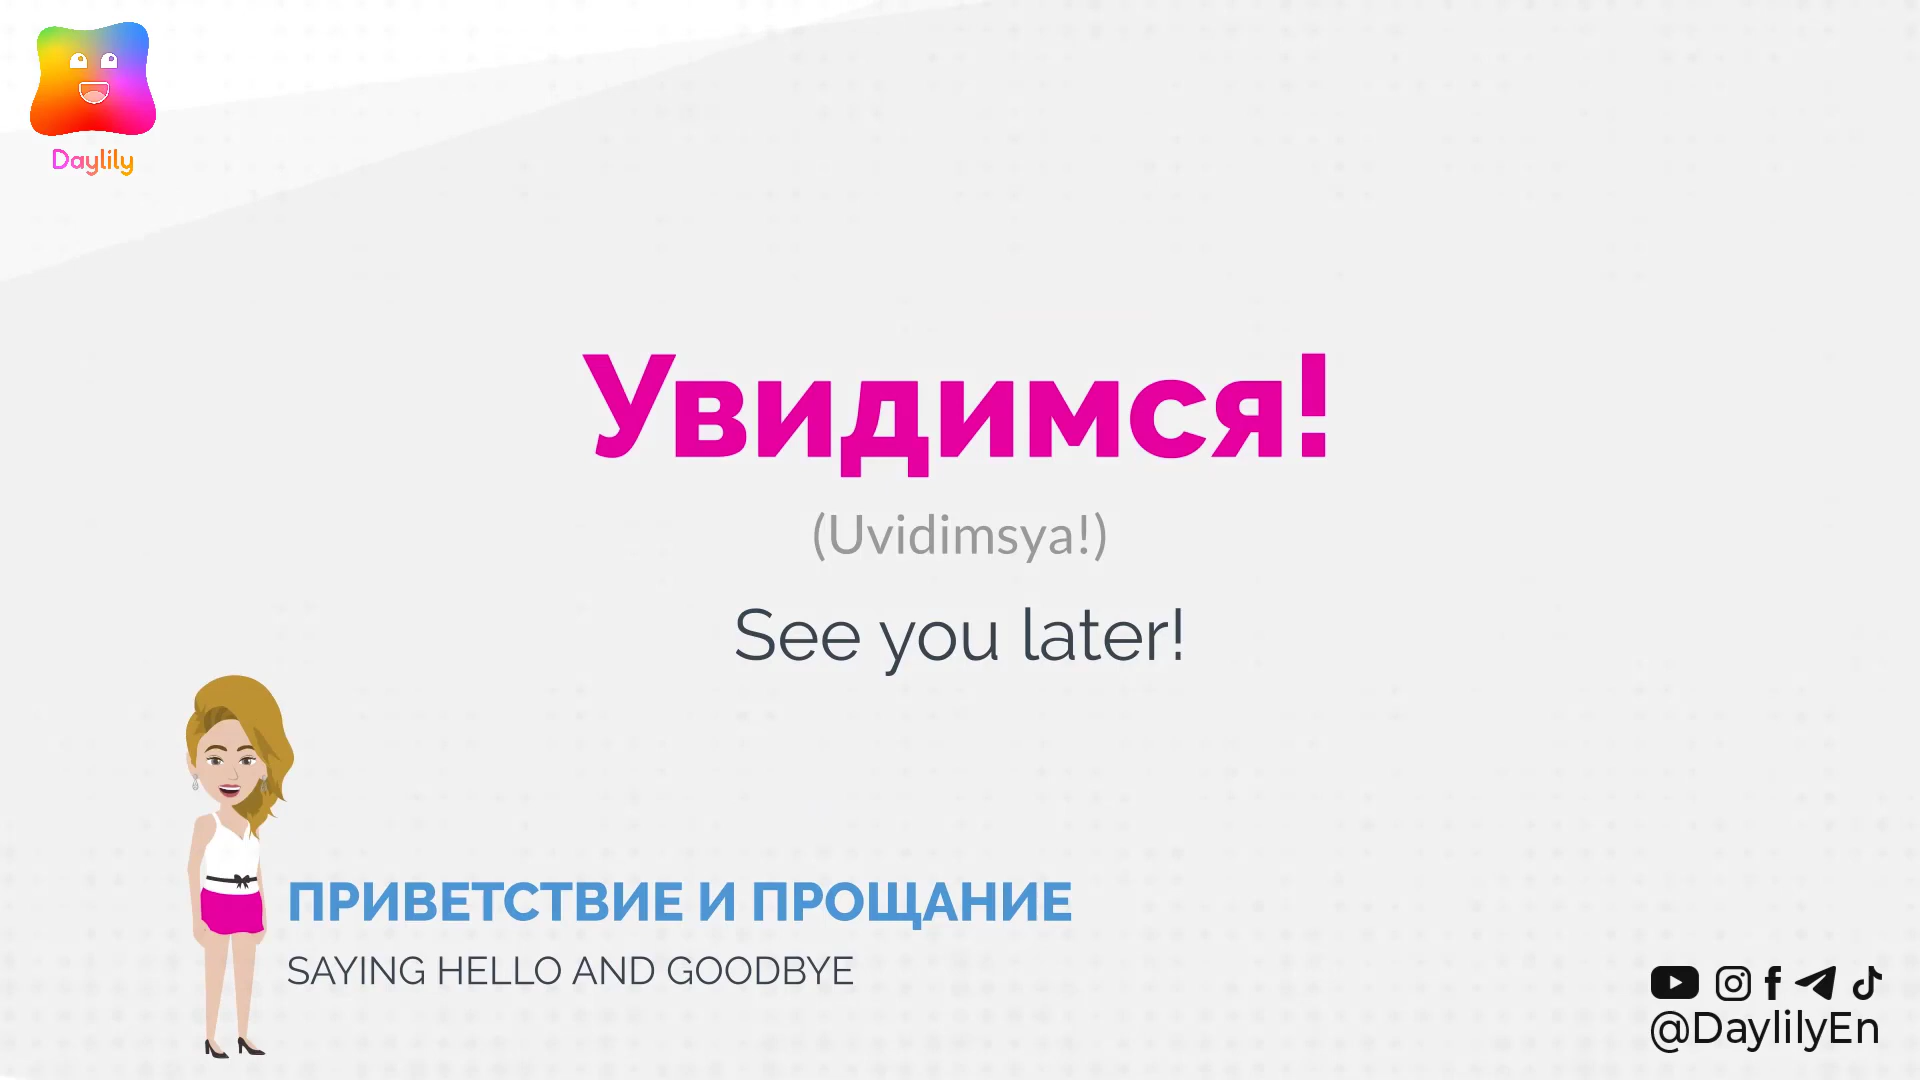 Daylily
Увидимся!
(Uvidimsya!)
See you later!
ПРИВЕТСТВИЕ И ПРОЩАНИЕ
SAYING HELLO AND GOODBYE
@DaylilyEn